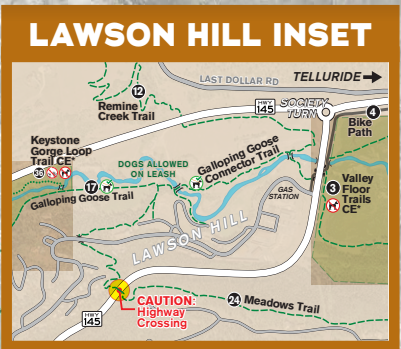 LAWSON HILL INSET
LAST DOLLAR RD
TELLURIDE
12
Remine
Creek Trail
HWY
145
SOCIETY
TURN
4
Bike
Path
Keystone
Gorge Loop
Trail CE*
36
DOGS ALLOWED
ON LEASH
Galloping Goose
Connector Trail
17
Galloping Goose Trail
GAS
STATION
3
Valley
Floor
Trails
CE*
LAWSON HILL
CAUTION:
Highway
Crossing
24
Meadows Trail
HWY
145